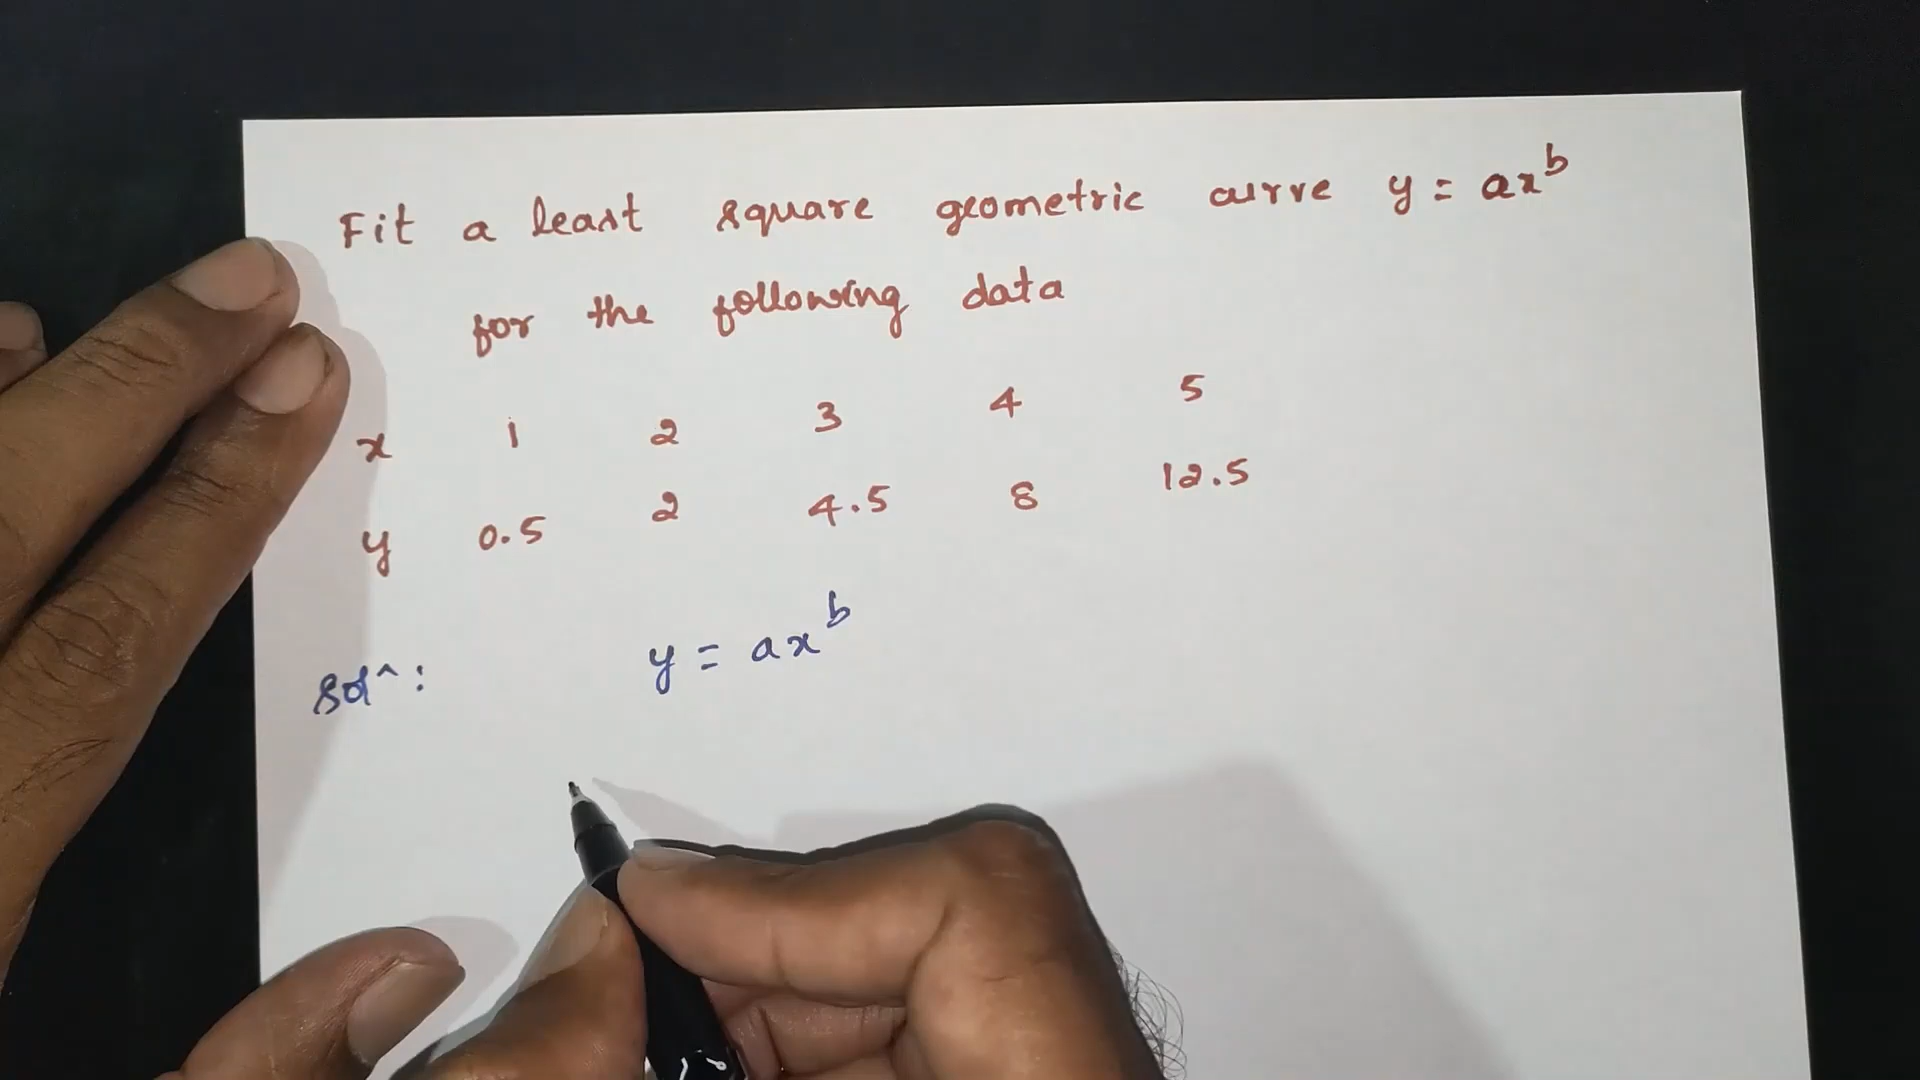 Fit a least square geometric curve y = ax^b
for the following data
x 1 2 3 4 5
y 0.5 2 4.5 8 12.5
Sol^n: y = ax^b